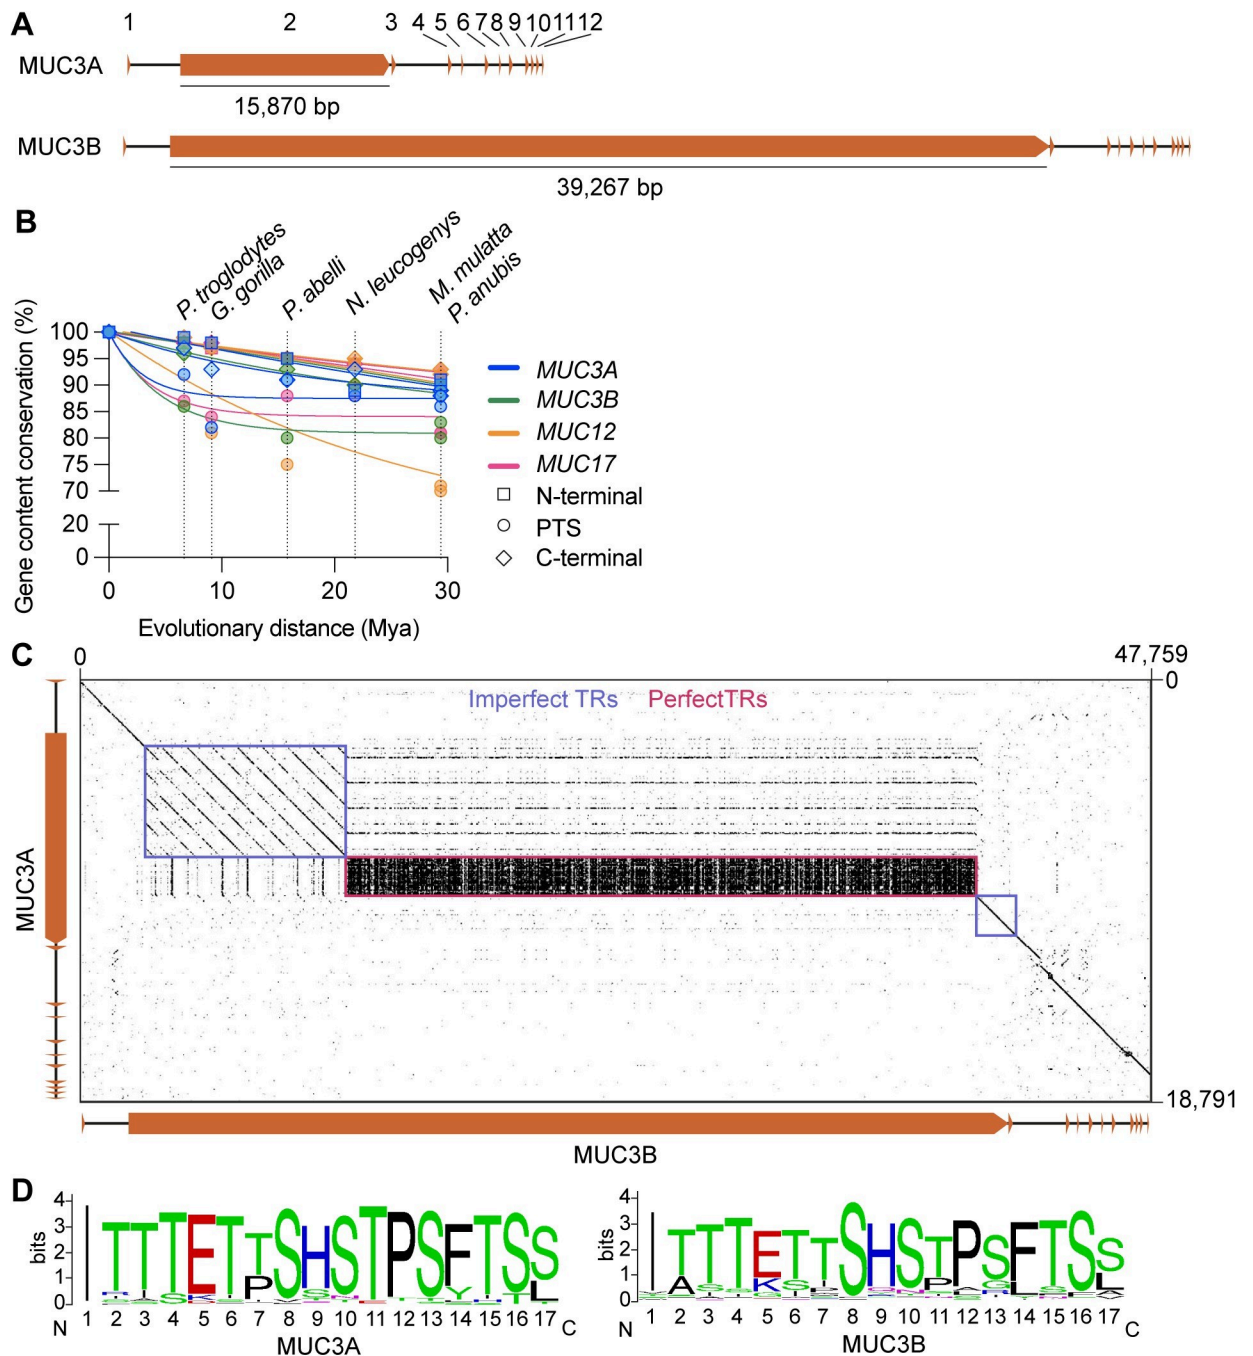 A
1 2 3 4 5 6 7 8 9 10 11 12
MUC3A
15,870 bp
MUC3B
39,267 bp
B
P. troglodytes
G. gorilla
P. abelli
N. leucogenys
M. mulatta
P. anubis
Gene content conservation (%)
100
95
90
85
80
75
70
20
0
0 10 20 30
Evolutionary distance (Mya)
MUC3A
MUC3B
MUC12
MUC17
N-terminal
PTS
C-terminal
C
0 47,759
0
Imperfect TRs PerfectTRs
MUC3A
18,791
MUC3B
D
bits
4
3
2
1
0
ITTTETTSHSTPSFTSS
N 1 2 3 4 5 6 7 8 9 10 11 12 13 14 15 16 17 C
MUC3A
bits
4
3
2
1
0
ITTTETTSHSTPSFTSS
N 1 2 3 4 5 6 7 8 9 10 11 12 13 14 15 16 17 C
MUC3B